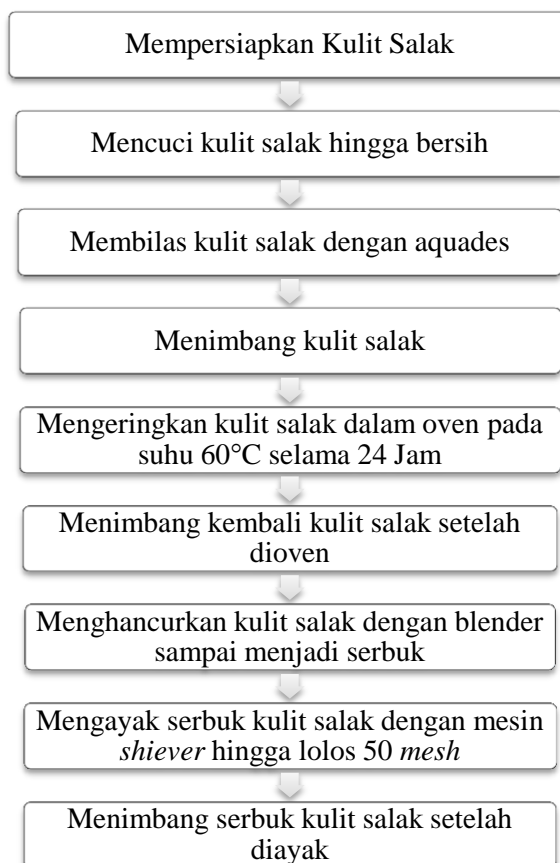 Mempersiapkan Kulit Salak
Mencuci kulit salak hingga bersih
Membilas kulit salak dengan aquades
Menimbang kulit salak
Mengeringkan kulit salak dalam oven pada
suhu 60°C selama 24 Jam
Menimbang kembali kulit salak setelah
dioven
Menghancurkan kulit salak dengan blender
sampai menjadi serbuk
Mengayak serbuk kulit salak dengan mesin
shiever hingga lolos 50 mesh
Menimbang serbuk kulit salak setelah
diayak